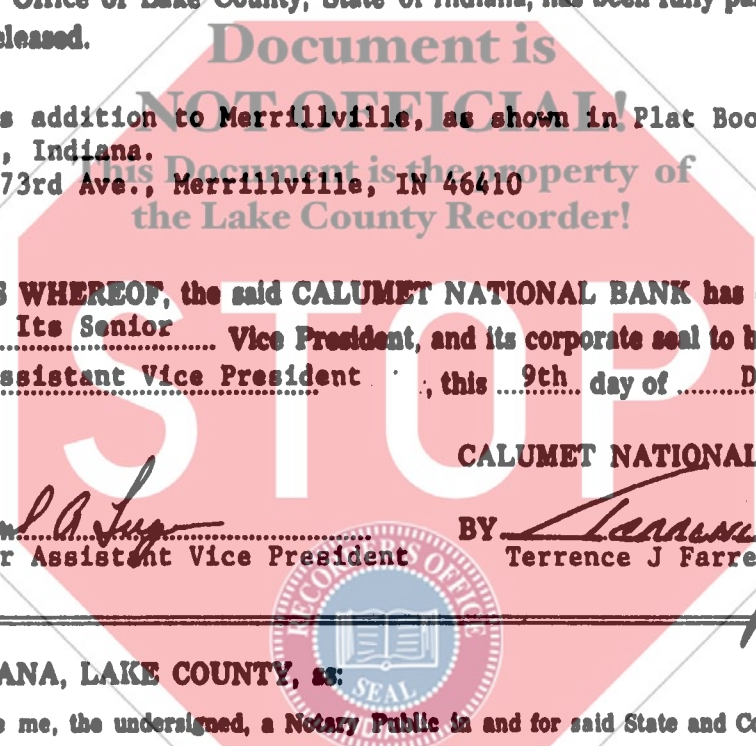 Office of Lake County, State of Indiana, has been fully pa
eleased.
Document is
NOT OFFICIAL!
s addition to Merrillville, as shown in Plat Boo
, Indiana.
This Document is the property of
73rd Ave., Merrillville, IN 46410
the Lake County Recorder!
STOP
S WHEREOF, the said CALUMET NATIONAL BANK has
Its Senior Vice President, and its corporate seal to b
ssistant Vice President, this 9th day of D
CALUMET NATIONAL
BY
r Assistant Vice President Terrence J Farre
RECORDER'S OFFICE
SEAL
ANA, LAKE COUNTY, ss:
e me, the undersigned, a Notary Public in and for said State and Co